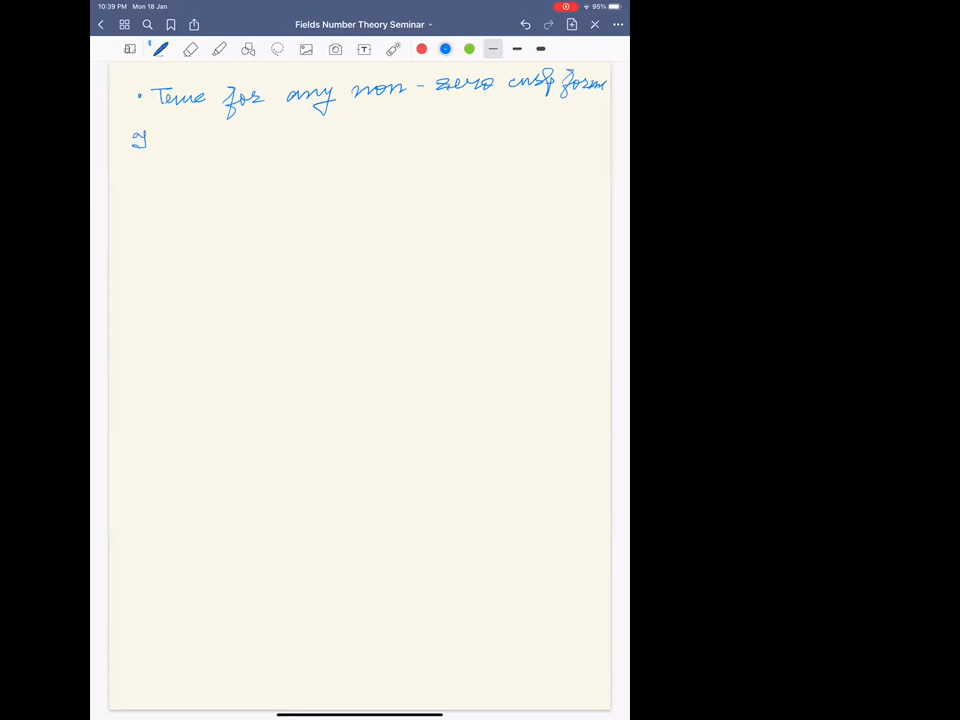 10:39 PM Mon 18 Jan
95%
Fields Number Theory Seminar
T
• True for any non-zero cusp form